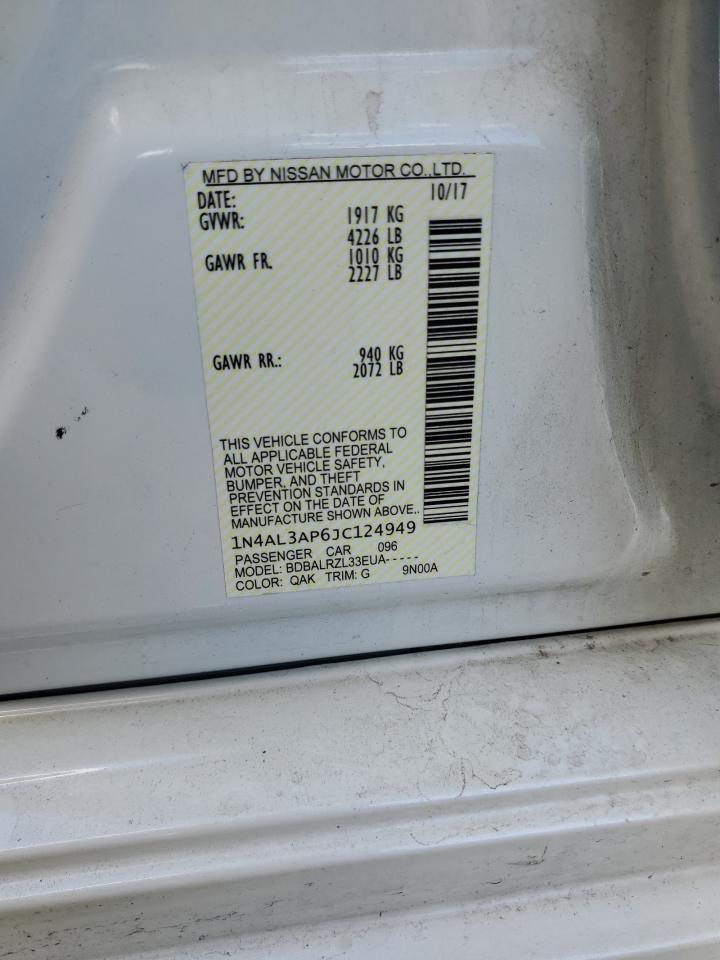 MFD BY NISSAN MOTOR CO.,LTD.
DATE: 10/17
GVWR: 1917 KG
4226 LB
GAWR FR. 1010 KG
2227 LB
GAWR RR.: 940 KG
2072 LB
THIS VEHICLE CONFORMS TO
ALL APPLICABLE FEDERAL
MOTOR VEHICLE SAFETY,
BUMPER, AND THEFT
PREVENTION STANDARDS IN
EFFECT ON THE DATE OF
MANUFACTURE SHOWN ABOVE..
1N4AL3AP6JC124949
PASSENGER CAR 096
MODEL: BDBALRZL33EUA-----
COLOR: QAK TRIM: G 9N00A